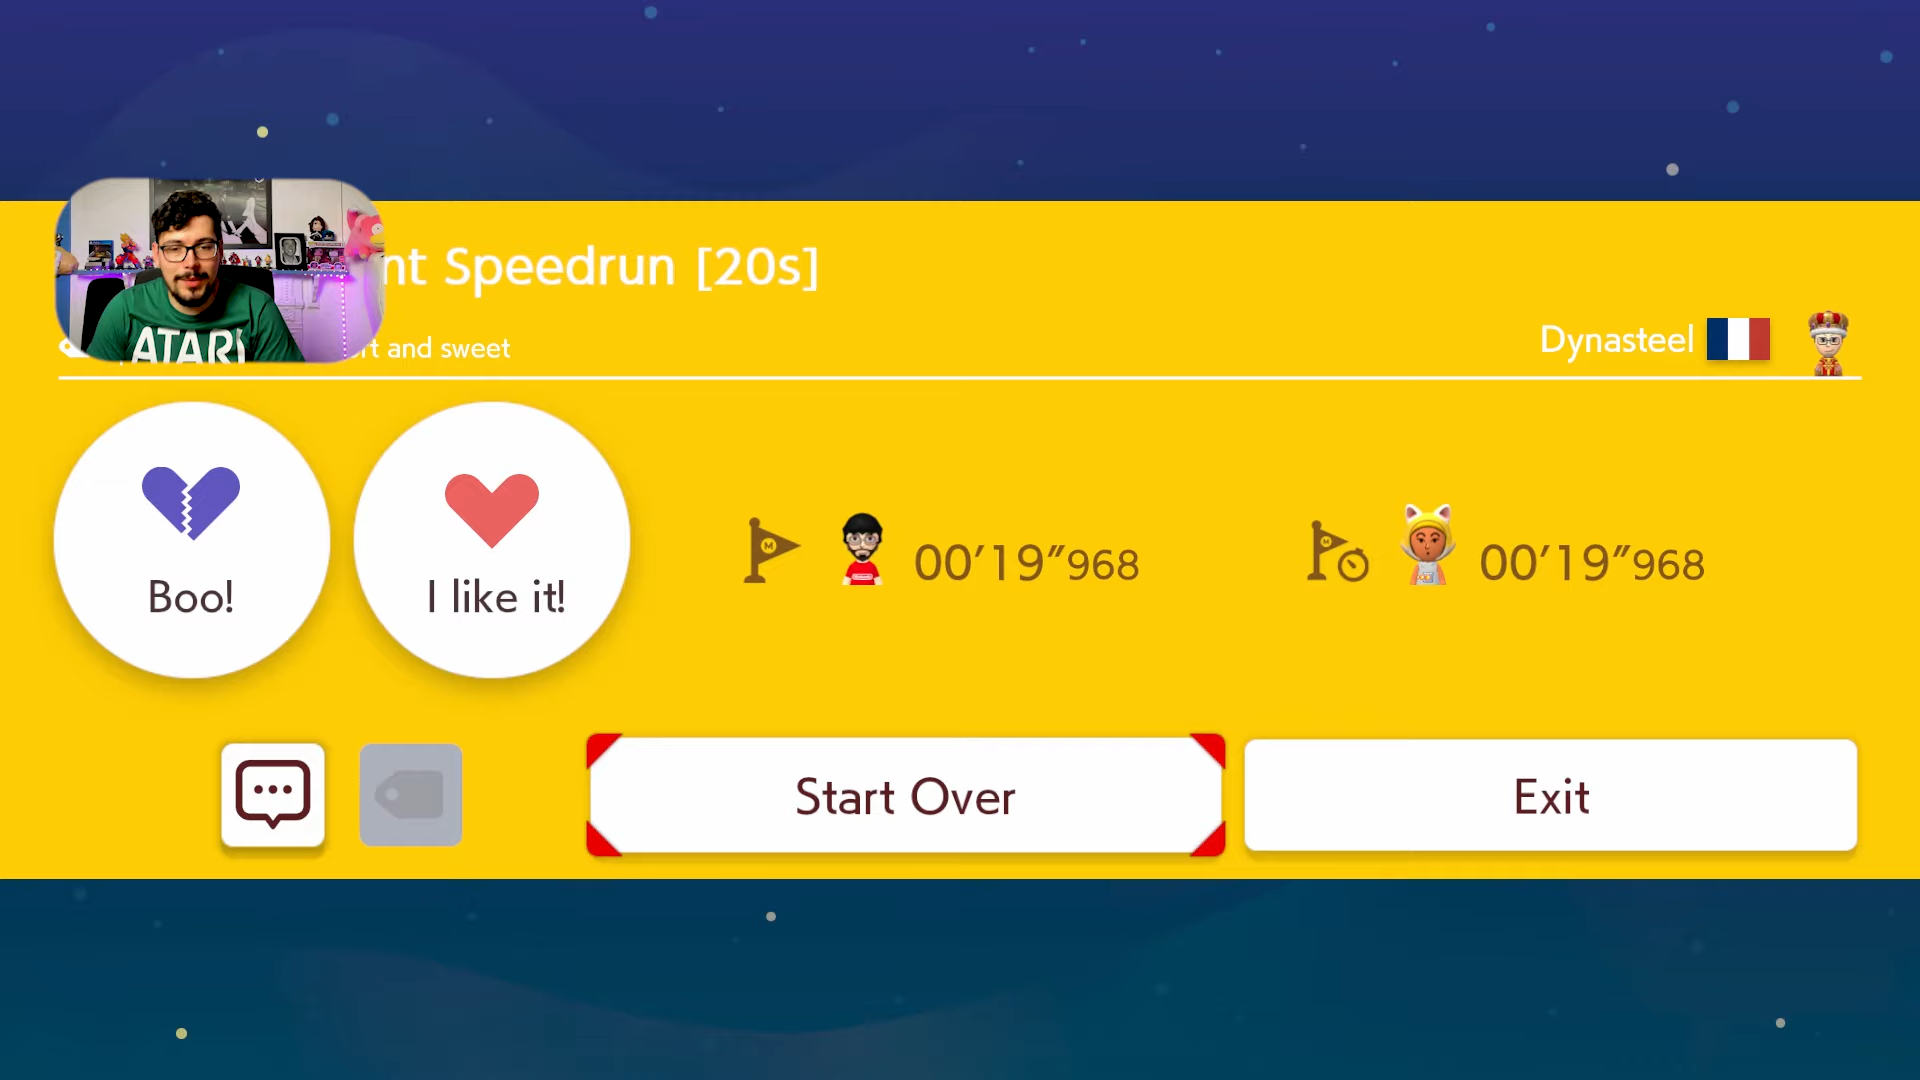 nt Speedrun [20s]
ATARI
rt and sweet
Dynasteel
Boo!
I like it!
00'19"968
00'19"968
Start Over
Exit